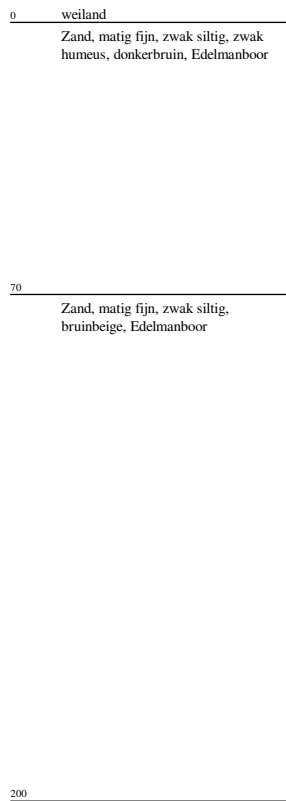 0 weiland
Zand, matig fijn, zwak siltig, zwak
humeus, donkerbruin, Edelmanboor
70
Zand, matig fijn, zwak siltig,
bruinbeige, Edelmanboor
200